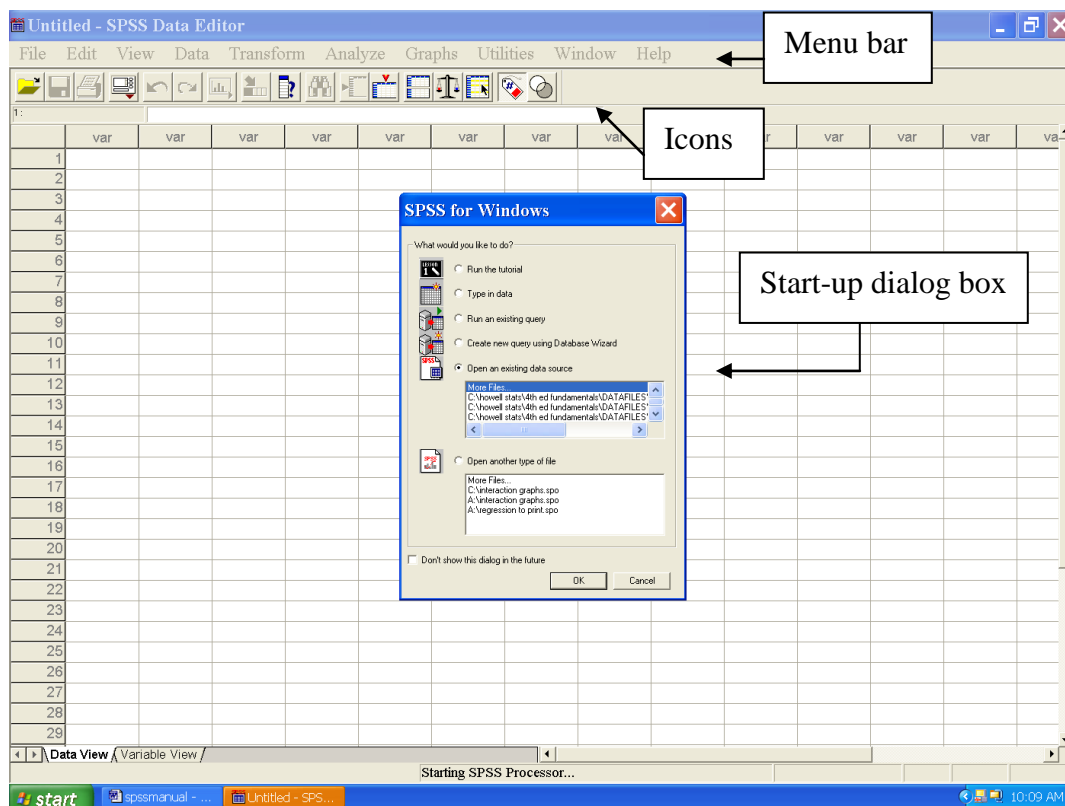 Untitled - SPSS Data Editor
Menu bar
File Edit View Data Transform Analyze Graphs Utilities Window Help
1:
Icons
var var var var var var var var r var var var va
1
2
3
SPSS for Windows
4
5
What would you like to do?
6
Run the tutorial
7
Start-up dialog box
Type in data
8
9
Run an existing query
10
Create new query using Database Wizard
11
Open an existing data source
12
More Files...
C:\howell stats\4th ed fundamentals\DATAFILES'
13
C:\howell stats\4th ed fundamentals\DATAFILES'
C:\howell stats\4th ed fundamentals\DATAFILES'
14
15
16
Open another type of file
17
More Files...
C:\interaction graphs.spo
18
A:\interaction graphs.spo
A:\regression to print.spo
19
20
Don't show this dialog in the future
21
OK Cancel
22
23
24
25
26
27
28
29
Data View Variable View
Starting SPSS Processor...
start spssmanual - ... Untitled - SPS... 10:09 AM